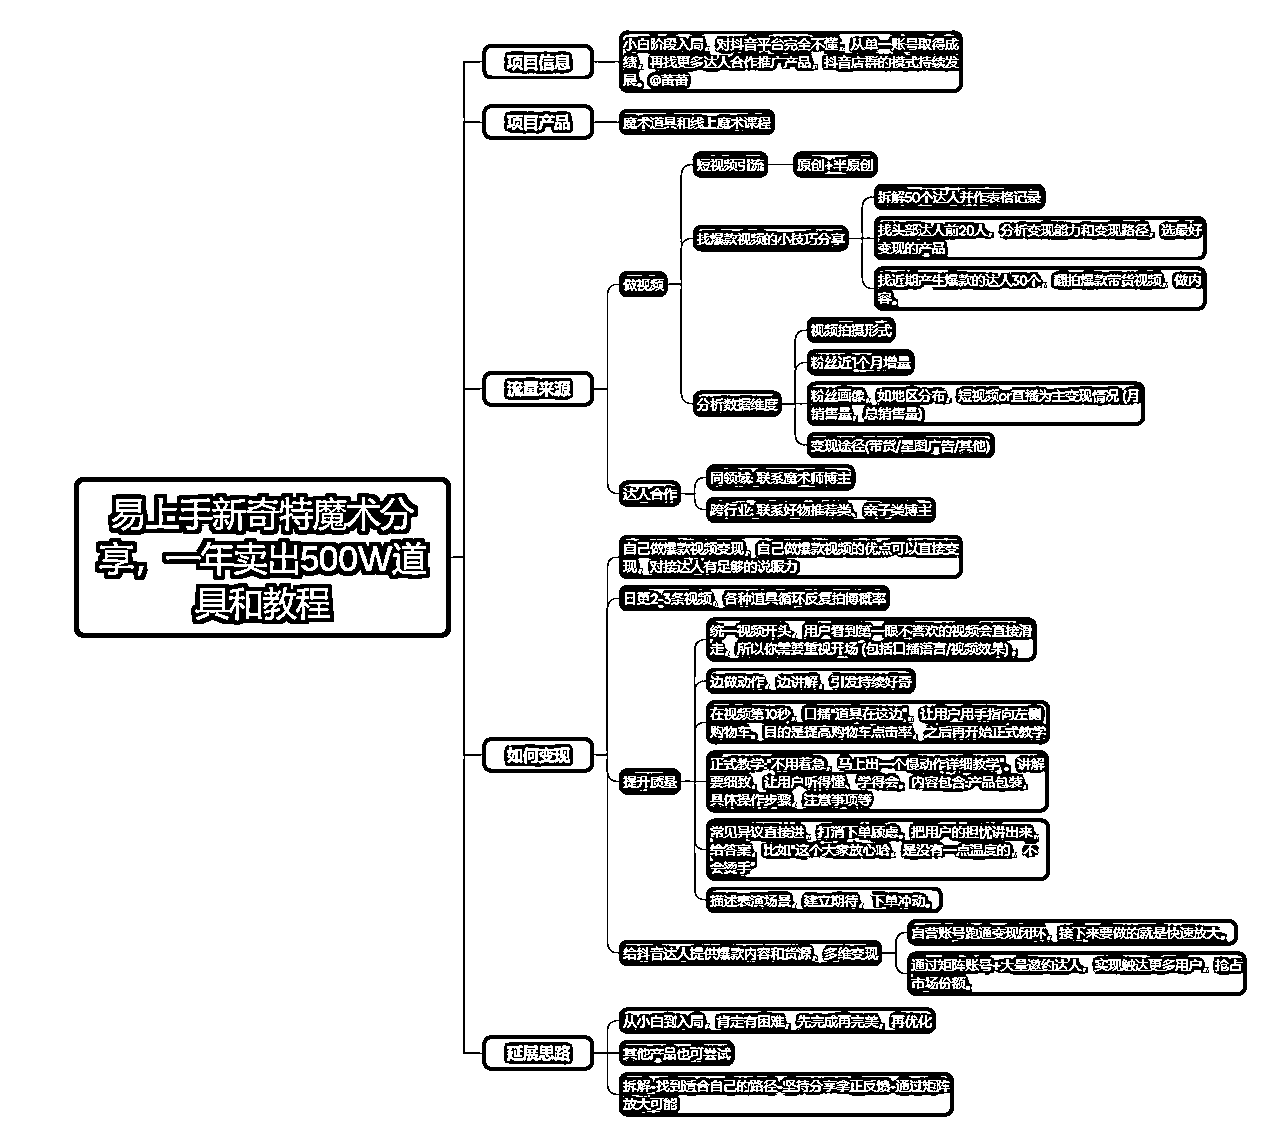 易上手新奇特魔术分
享，一年卖出500W道
具和教程
项目信息
小白阶段入局，对抖音平台完全不懂，从单一账号取得成
绩，再找更多达人合作推广产品，抖音店群的模式持续发
展。@苗苗
项目产品
魔术道具和线上魔术课程
流量来源
做视频
短视频引流
原创+半原创
找爆款视频的小技巧分享
拆解50个达人并作表格记录
找头部达人前20人，分析变现能力和变现路径，选最好
变现的产品
找近期产生爆款的达人30个，翻拍爆款带货视频，做内
容。
分析数据维度
视频拍摄形式
粉丝近1个月增量
粉丝画像，如地区分布，短视频or直播为主变现情况 (月
销售量，总销售量)
变现途径(带货/星图广告/其他)
达人合作
同领域: 联系魔术师博主
跨行业: 联系好物推荐类、亲子类博主
如何变现
自己做爆款视频变现，自己做爆款视频的优点可以直接变
现，对接达人有足够的说服力
日更2-3条视频，各种道具循环反复拍博概率
提升质量
统一视频开头，用户看到第一眼不喜欢的视频会直接滑
走，所以你需要重视开场 (包括口播语言/视频效果) 。
边做动作，边讲解，引发持续好奇
在视频第10秒，口播“道具在这边”，让用户用手指向左侧
购物车。目的是提高购物车点击率，之后再开始正式教学
正式教学:“不用着急，马上出一个慢动作详细教学”。讲解
要细致，让用户听得懂、学得会。内容包含:产品包装，
具体操作步骤，注意事项等
常见异议直接进，打消下单顾虑。把用户的担忧讲出来，
给答案，比如“这个大家放心哈，是没有一点温度的，不
会烫手”
描述表演场景，建立期待，下单冲动。
给抖音达人提供爆款内容和货源，多维变现
自营账号跑通变现闭环，接下来要做的就是快速放大。
通过矩阵账号+大量邀约达人，实现触达更多用户，抢占
市场份额。
延展思路
从小白到入局，肯定有困难，先完成再完美，再优化
其他产品也可尝试
拆解-找到适合自己的路径-坚持分享拿正反馈-通过矩阵
放大可能